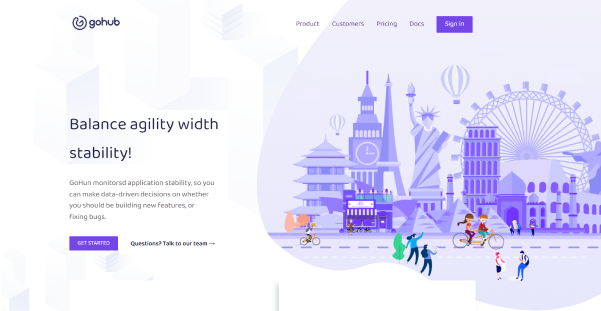 gohub
Product Customers Pricing Docs Sign in
Balance agility width
stability!
GoHun monitorsd application stability, so you
can make data-driven decisions on whether
you should be building new features, or
fixing bugs.
GET STARTED Questions? Talk to our team →